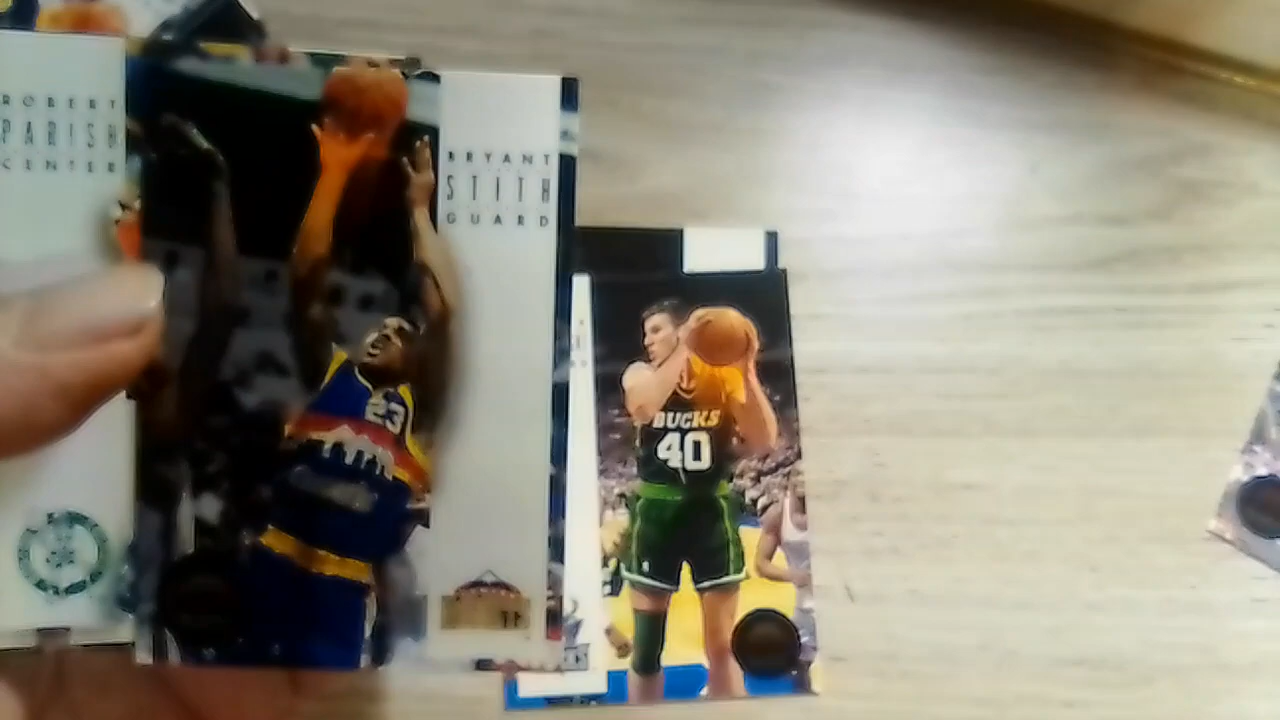 ROBERT
PARISH
CENTER
BRYANT
STITH
GUARD
23
BUCKS
40